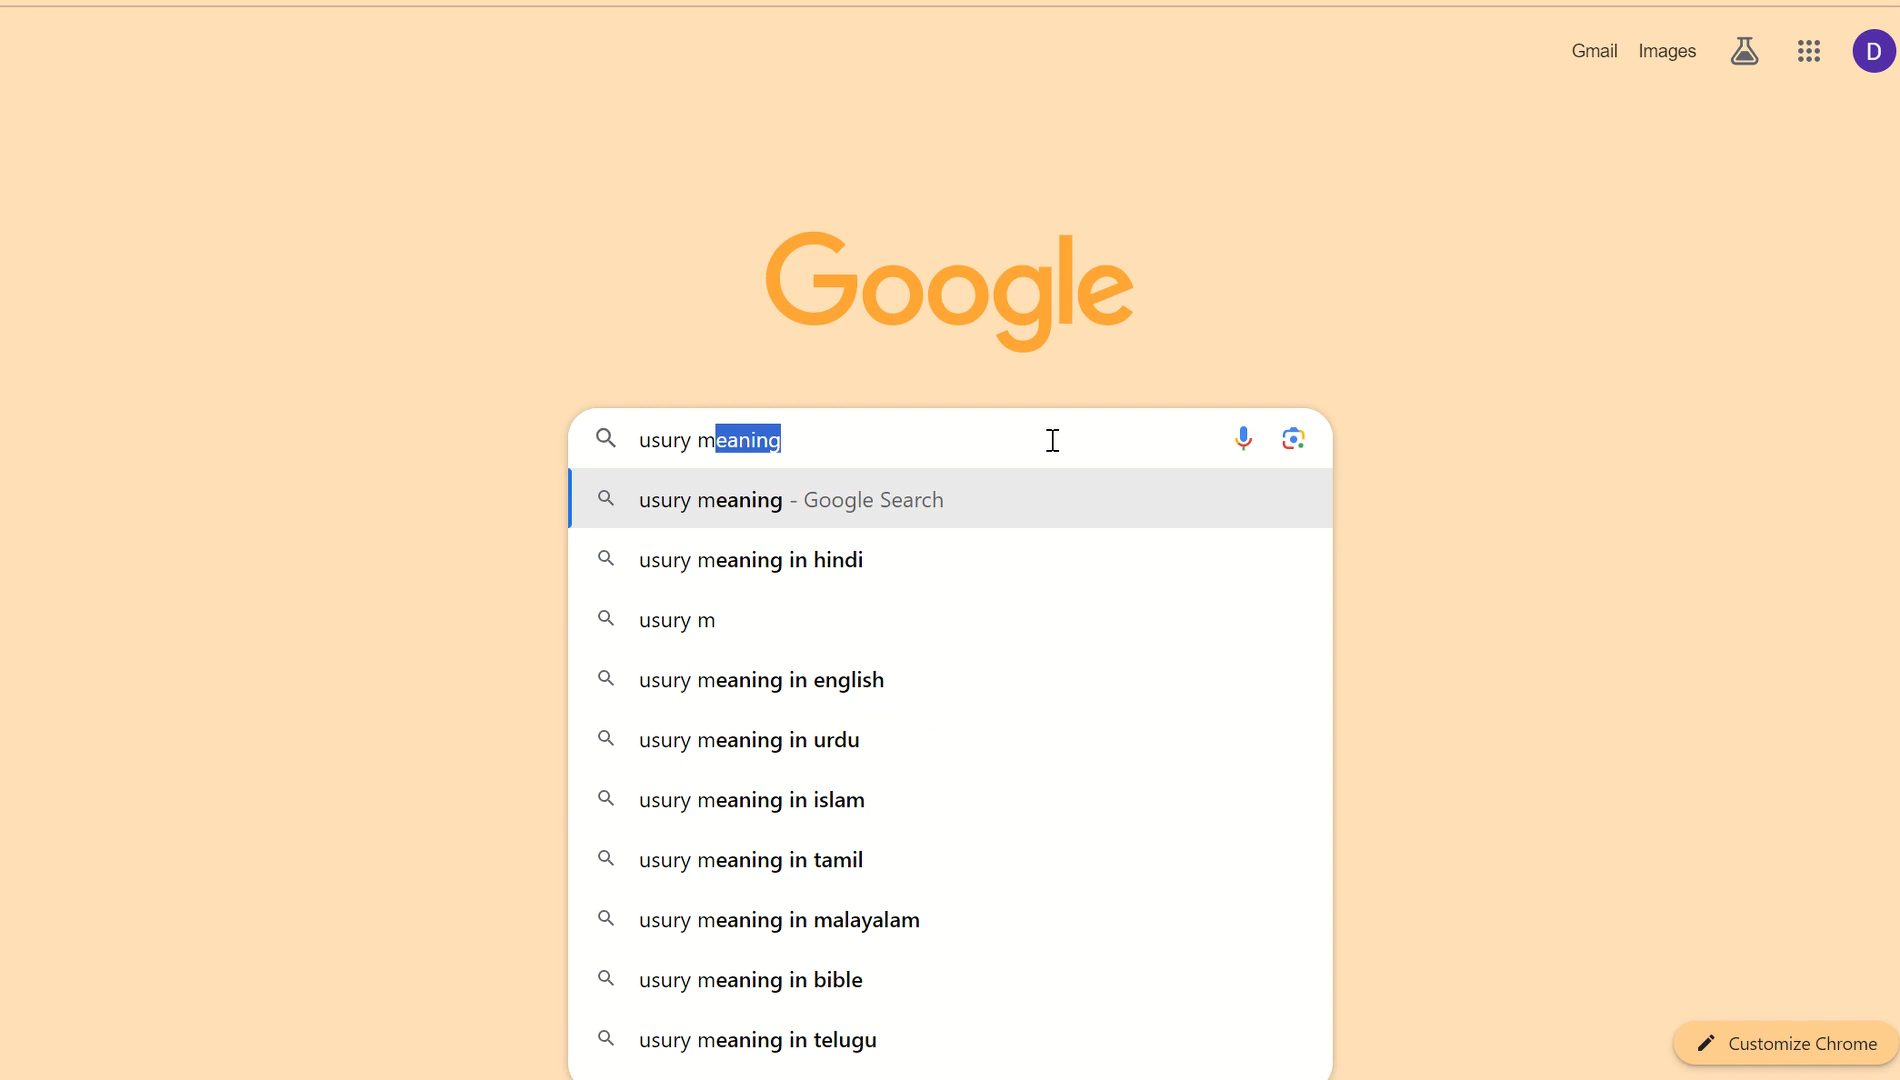 Gmail Images
D
Google
usury meaning
usury meaning - Google Search
usury meaning in hindi
usury m
usury meaning in english
usury meaning in urdu
usury meaning in islam
usury meaning in tamil
usury meaning in malayalam
usury meaning in bible
usury meaning in telugu
Customize Chrome